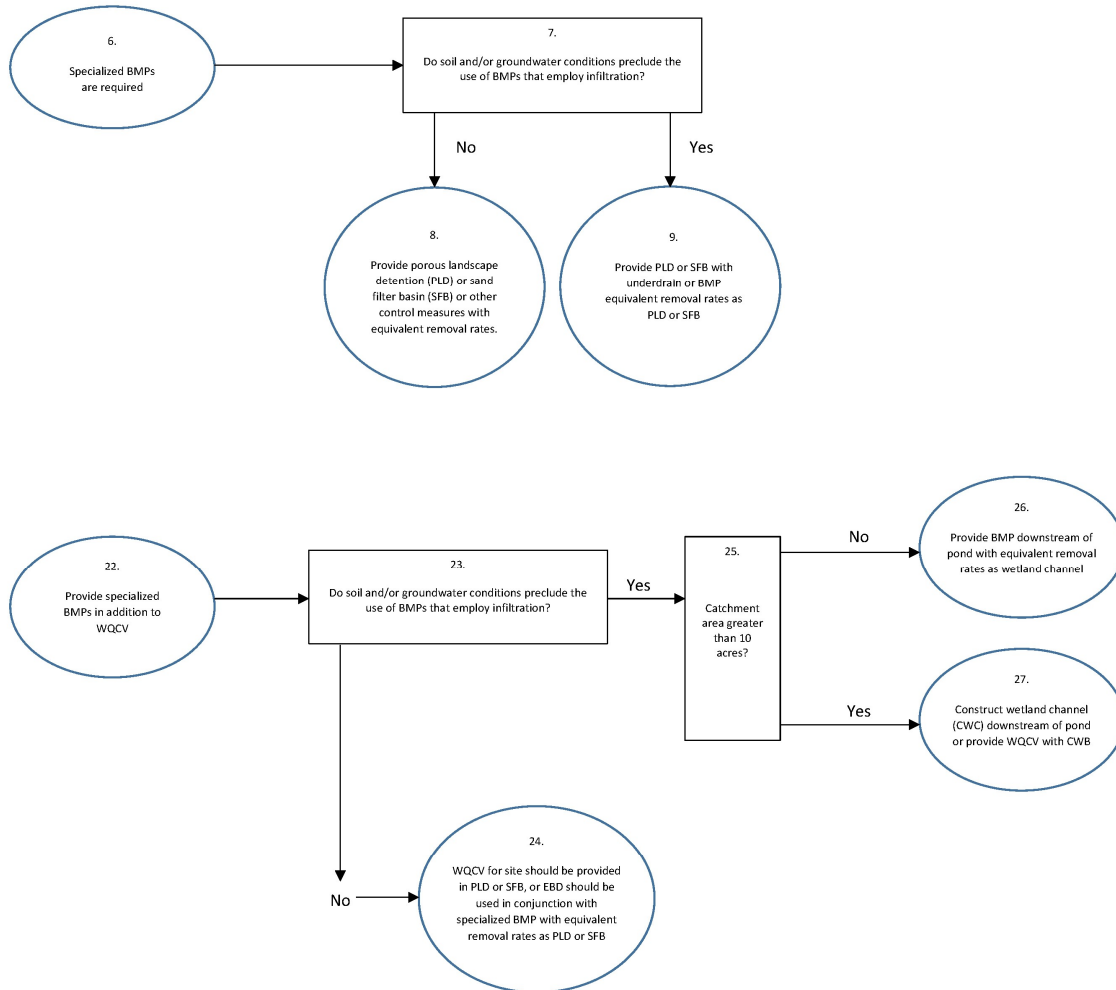 6.
Specialized BMPs
are required
7.
Do soil and/or groundwater conditions preclude the
use of BMPs that employ infiltration?
No
Yes
8.
Provide porous landscape
detention (PLD) or sand
filter basin (SFB) or other
control measures with
equivalent removal rates.
9.
Provide PLD or SFB with
underdrain or BMP
equivalent removal rates as
PLD or SFB
22.
Provide specialized
BMPs in addition to
WQCV
23.
Do soil and/or groundwater conditions preclude the
use of BMPs that employ infiltration?
Yes
25.
Catchment
area greater
than 10
acres?
No
26.
Provide BMP downstream of
pond with equivalent removal
rates as wetland channel
Yes
27.
Construct wetland channel
(CWC) downstream of pond
or provide WQCV with CWB
No
24.
WQCV for site should be provided
in PLD or SFB, or EBD should be
used in conjunction with
specialized BMP with equivalent
removal rates as PLD or SFB